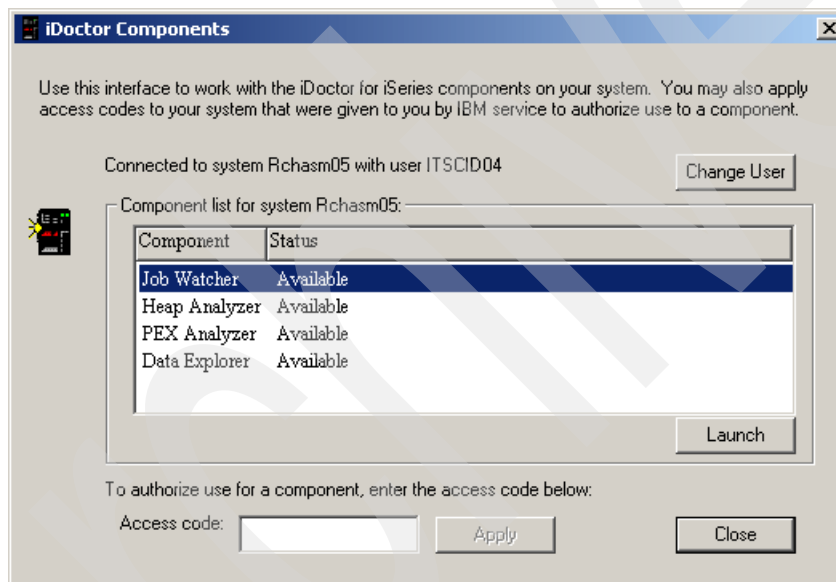 iDoctor Components
Use this interface to work with the iDoctor for iSeries components on your system. You may also apply
access codes to your system that were given to you by IBM service to authorize use to a component.
Connected to system Rchasm05 with user ITSCID04
Change User
Component list for system Rchasm05:
Component Status
Job Watcher Available
Heap Analyzer Available
PEX Analyzer Available
Data Explorer Available
Launch
To authorize use for a component, enter the access code below:
Access code:
Apply
Close